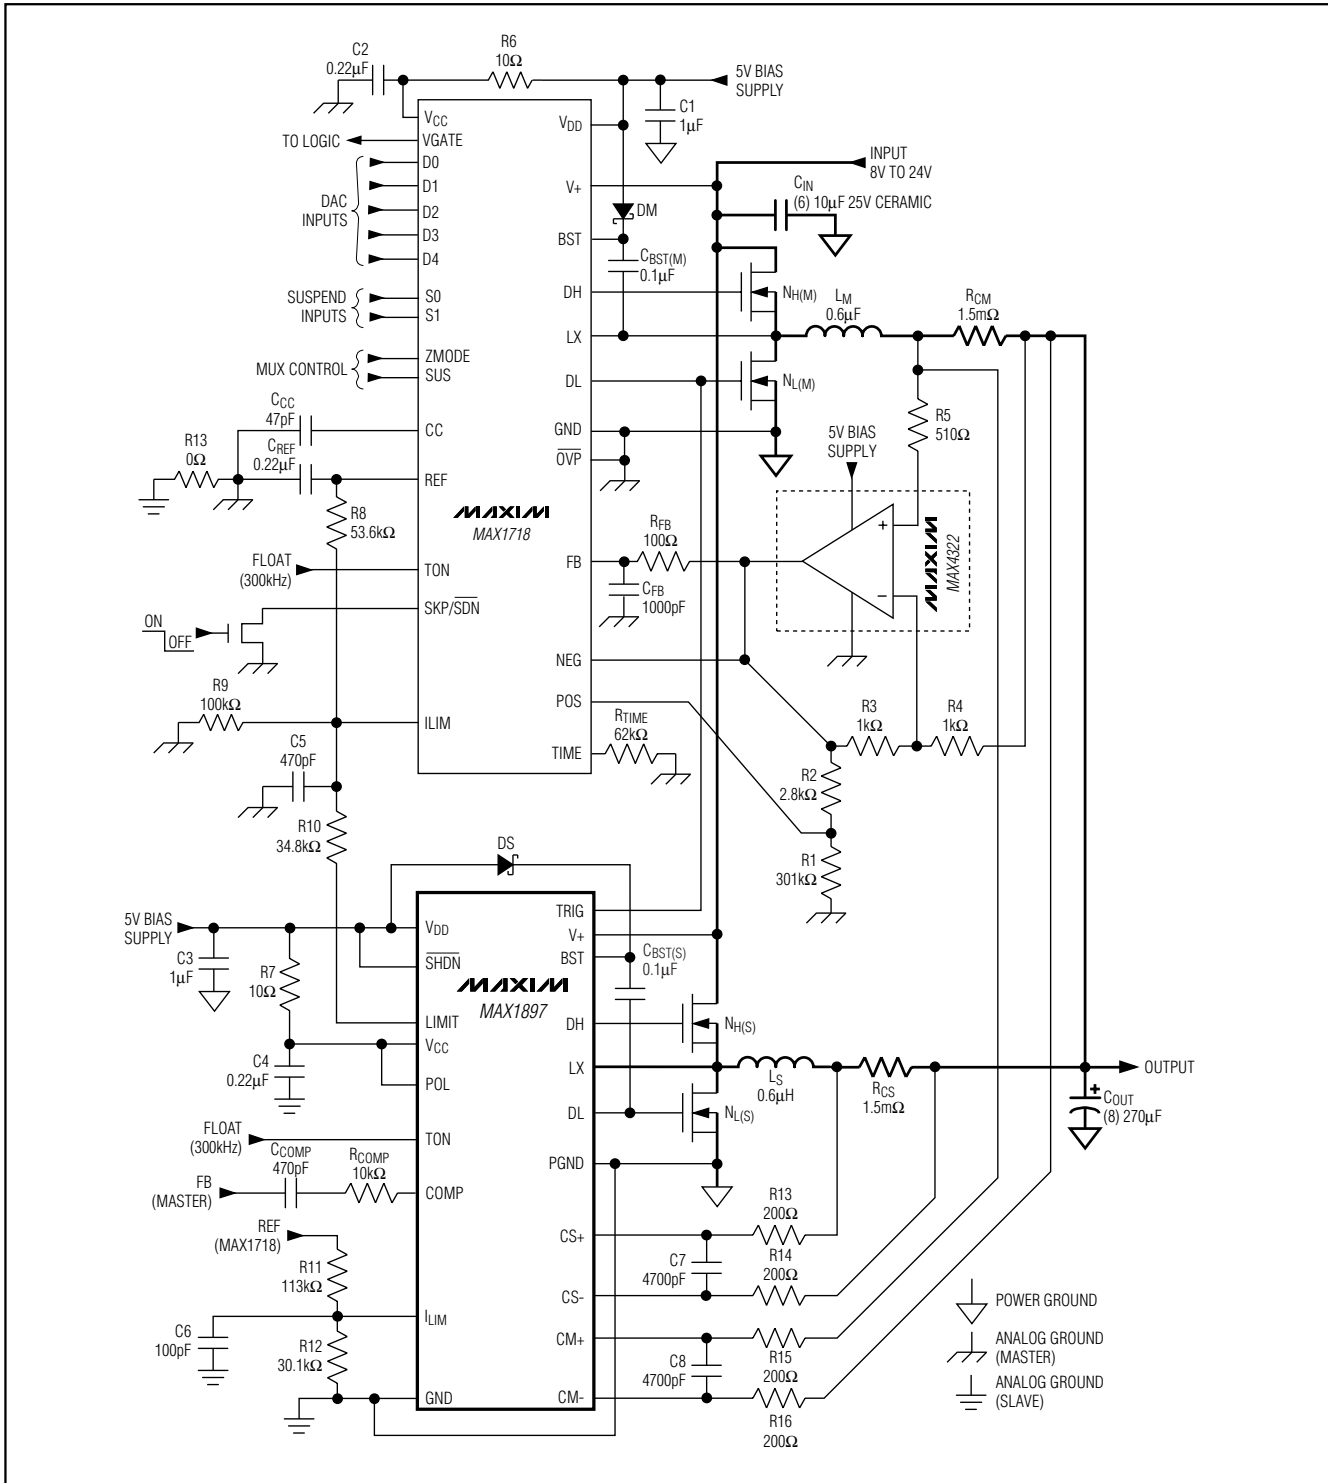 C2
0.22µF
R6
10Ω
5V BIAS
SUPPLY
C1
1µF
VCC
VDD
TO LOGIC
VGATE
D0
D1
D2
D3
D4
DAC
INPUTS
V+
INPUT
8V TO 24V
CIN
(6) 10µF 25V CERAMIC
DM
BST
CBST(M)
0.1µF
SUSPEND
INPUTS
S0
S1
DH
NH(M)
LM
0.6µF
RCM
1.5mΩ
LX
MUX CONTROL
ZMODE
SUS
DL
NL(M)
CCC
47pF
CC
GND
OVP
R5
510Ω
5V BIAS
SUPPLY
R13
0Ω
CREF
0.22µF
REF
R8
53.6kΩ
MAXIM
MAX1718
RFB
100Ω
FB
CFB
1000pF
+
−
MAXIM
MAX4322
FLOAT
(300kHz)
TON
ON
OFF
SKP/SDN
NEG
POS
R9
100kΩ
ILIM
RTIME
62kΩ
TIME
R3
1kΩ
R4
1kΩ
C5
470pF
R2
2.8kΩ
R10
34.8kΩ
R1
301kΩ
DS
5V BIAS
SUPPLY
VDD
TRIG
V+
C3
1µF
R7
10Ω
SHDN
BST
CBST(S)
0.1µF
MAXIM
MAX1897
LIMIT
DH
NH(S)
VCC
C4
0.22µF
POL
LX
LS
0.6µH
RCS
1.5mΩ
OUTPUT
+
COUT
(8) 270µF
DL
NL(S)
FLOAT
(300kHz)
TON
PGND
CCOMP
470pF
RCOMP
10kΩ
FB
(MASTER)
COMP
REF
(MAX1718)
R11
113kΩ
CS+
R13
200Ω
C7
4700pF
R14
200Ω
CS-
ILIM
C6
100pF
R12
30.1kΩ
CM+
R15
200Ω
C8
4700pF
GND
CM-
R16
200Ω
POWER GROUND
ANALOG GROUND
(MASTER)
ANALOG GROUND
(SLAVE)